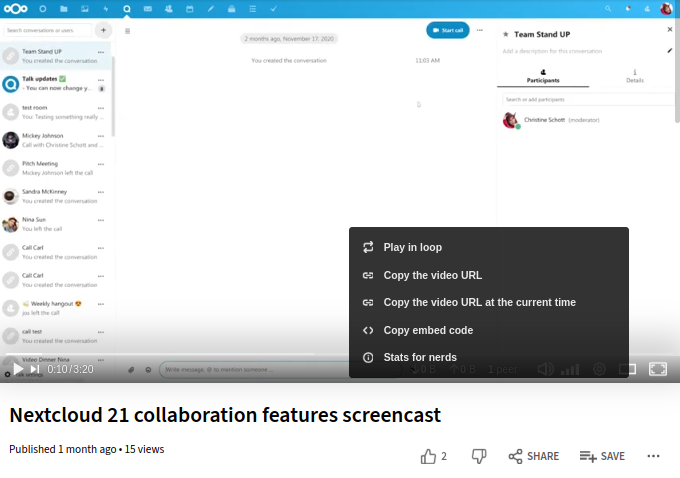 Search conversations or users
+
2 months ago, November 17, 2020
Start call
Team Stand UP
Add a description for this conversation
You created the conversation
11:03 AM
Participants
Details
Search or add participants
Christine Schott (moderator)
Team Stand UP
You created the conversation
Talk updates ✅
- You can now change y...
test room
You: Testing something really ...
Mickey Johnson
Call with Christine Schott and ...
Pitch Meeting
Mickey Johnson left the call
Sandra McKinney
You created the conversation
Nina Sun
You left the call
Call Carl
You created the conversation
Call Carl
You created the conversation
Weekly hangout 😍
You left the call
call test
You created the conversation
Video Dinner Nina
Write message, @ to mention someone ...
0:10/3:20
0 B
0 B
1 peer
Play in loop
Copy the video URL
Copy the video URL at the current time
Copy embed code
Stats for nerds
Nextcloud 21 collaboration features screencast
Published 1 month ago • 15 views
2
SHARE
SAVE